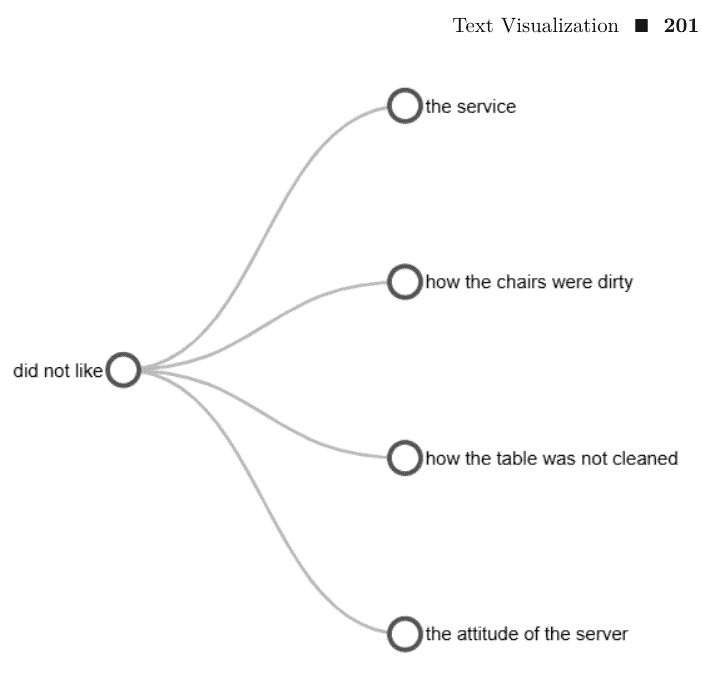 Text Visualization ■ 201
the service
how the chairs were dirty
did not like
how the table was not cleaned
the attitude of the server